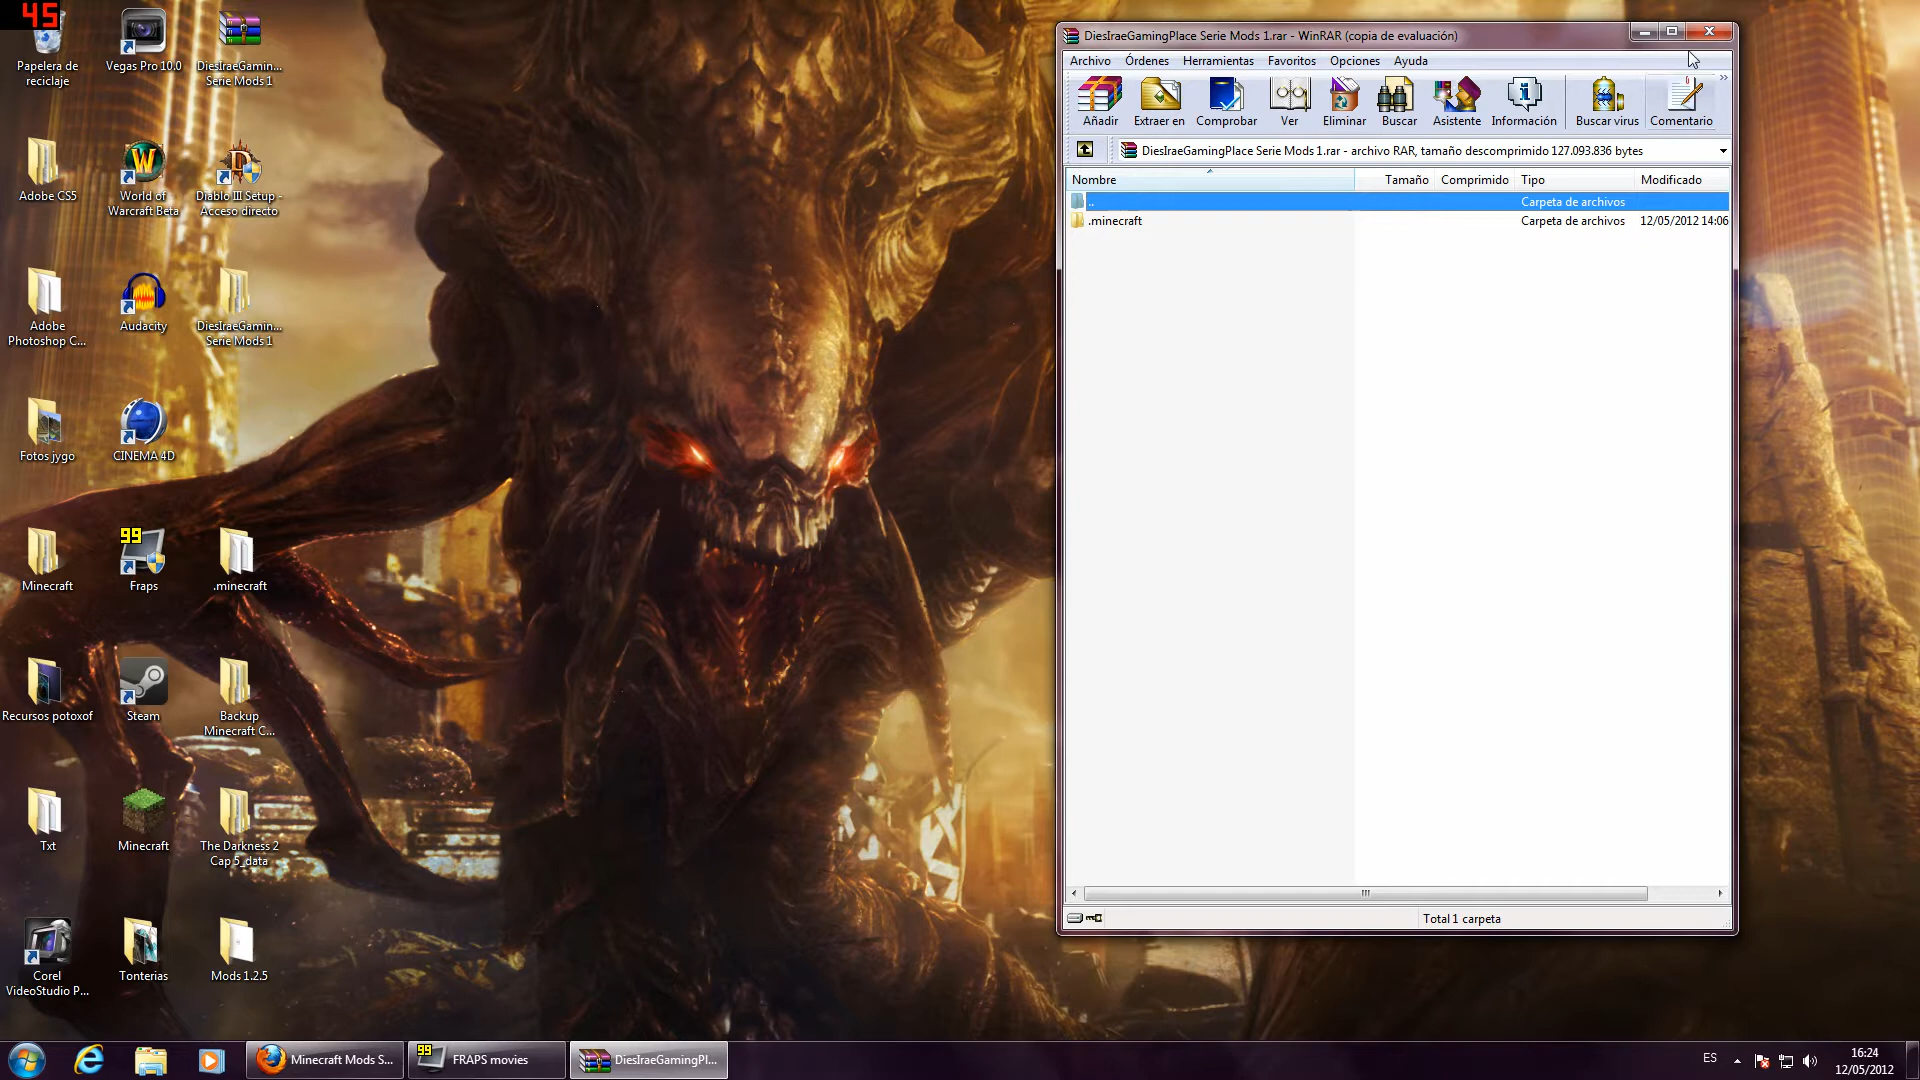 45
Papelera de
reciclaje
Vegas Pro 10.0
DiesIraeGamin...
Serie Mods 1
Adobe CS5
World of
Warcraft Beta
Diablo III Setup -
Acceso directo
Adobe
Photoshop C...
Audacity
DiesIraeGamin...
Serie Mods 1
Fotos jygo
CINEMA 4D
Minecraft
99
Fraps
.minecraft
Recursos potoxof
Steam
Backup
Minecraft C...
Txt
Minecraft
The Darkness 2
Cap 5_data
Corel
VideoStudio P...
Tonterias
Mods 1.2.5
DiesIraeGamingPlace Serie Mods 1.rar - WinRAR (copia de evaluación)
Archivo Órdenes Herramientas Favoritos Opciones Ayuda
Añadir Extraer en Comprobar Ver Eliminar Buscar Asistente Información Buscar virus Comentario
DiesIraeGamingPlace Serie Mods 1.rar - archivo RAR, tamaño descomprimido 127.093.836 bytes
Nombre Tamaño Comprimido Tipo Modificado
.. Carpeta de archivos
.minecraft Carpeta de archivos 12/05/2012 14:06
Total 1 carpeta
Minecraft Mods S...
99 FRAPS movies
DiesIraeGamingPl...
ES
16:24
12/05/2012